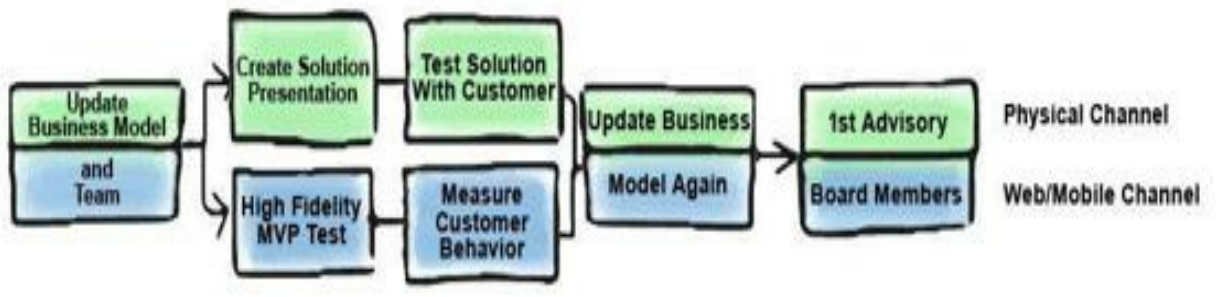 Update
Business Model
and
Team
Create Solution
Presentation
Test Solution
With Customer
High Fidelity
MVP Test
Measure
Customer
Behavior
Update Business
Model Again
1st Advisory
Board Members
Physical Channel
Web/Mobile Channel